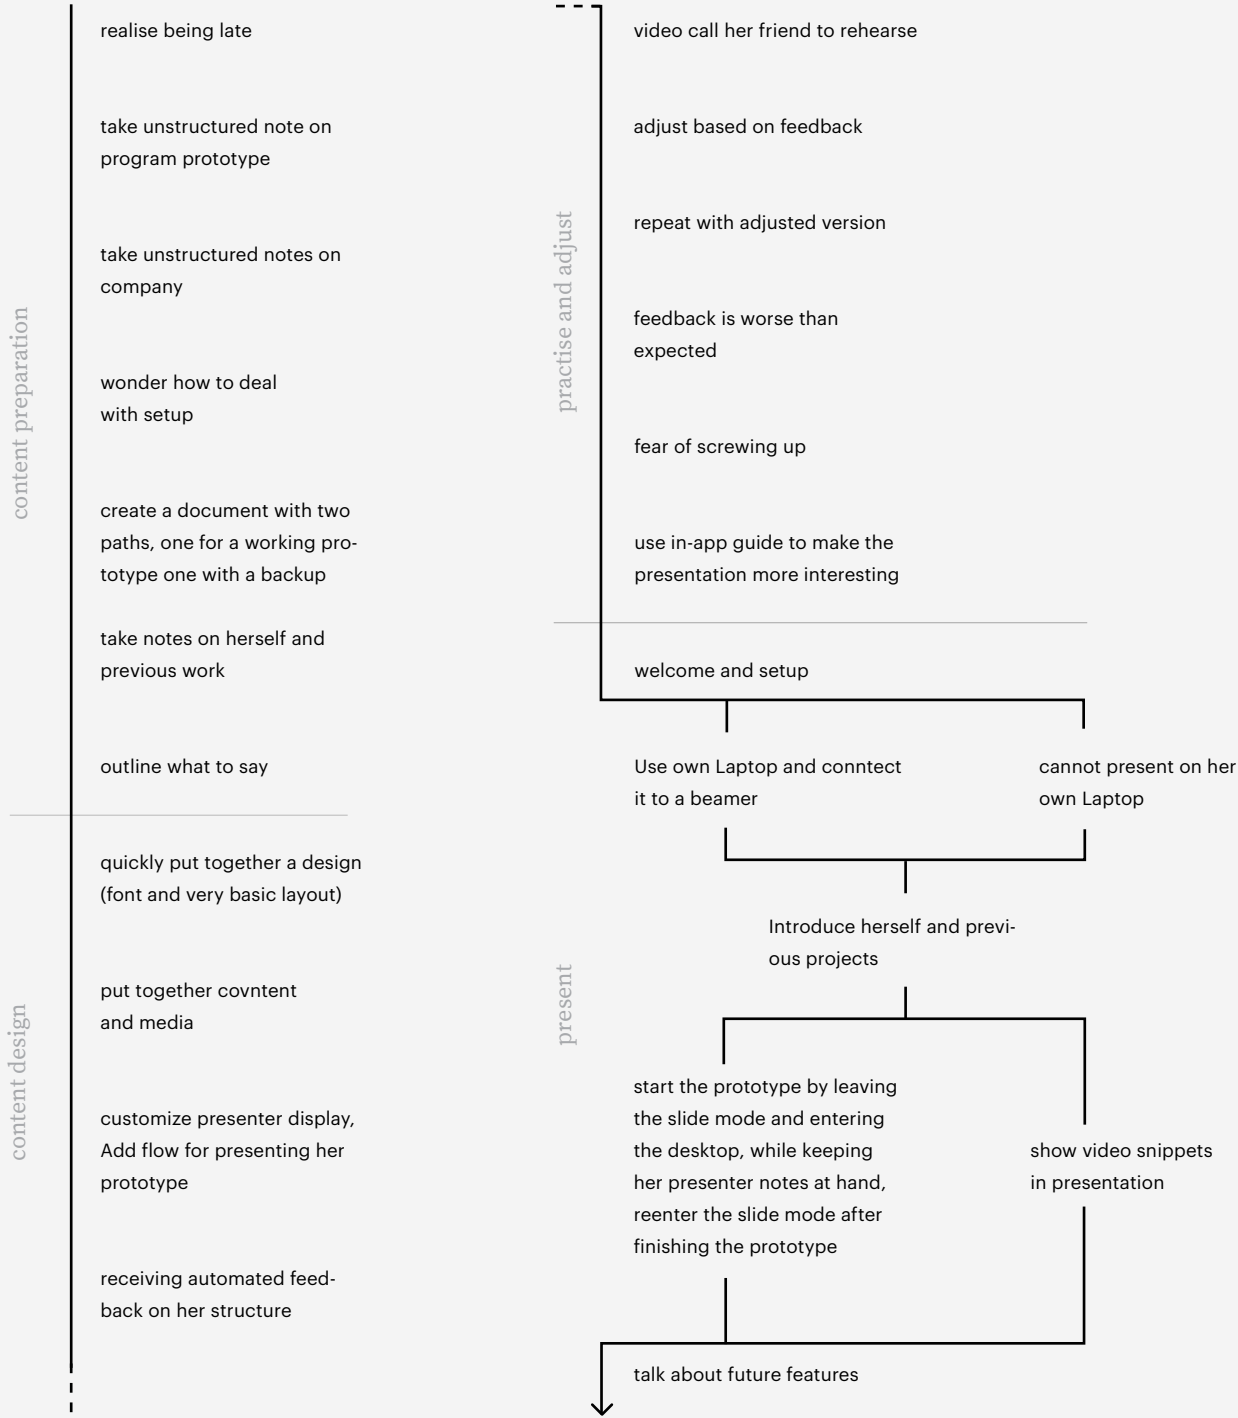 content preparation
realise being late
take unstructured note on
program prototype
take unstructured notes on
company
wonder how to deal
with setup
create a document with two
paths, one for a working pro-
totype one with a backup
take notes on herself and
previous work
outline what to say
content design
quickly put together a design
(font and very basic layout)
put together covntent
and media
customize presenter display,
Add flow for presenting her
prototype
receiving automated feed-
back on her structure
practise and adjust
video call her friend to rehearse
adjust based on feedback
repeat with adjusted version
feedback is worse than
expected
fear of screwing up
use in-app guide to make the
presentation more interesting
present
welcome and setup
Use own Laptop and conntect
it to a beamer
cannot present on her
own Laptop
Introduce herself and previ-
ous projects
start the prototype by leaving
the slide mode and entering
the desktop, while keeping
her presenter notes at hand,
reenter the slide mode after
finishing the prototype
show video snippets
in presentation
talk about future features